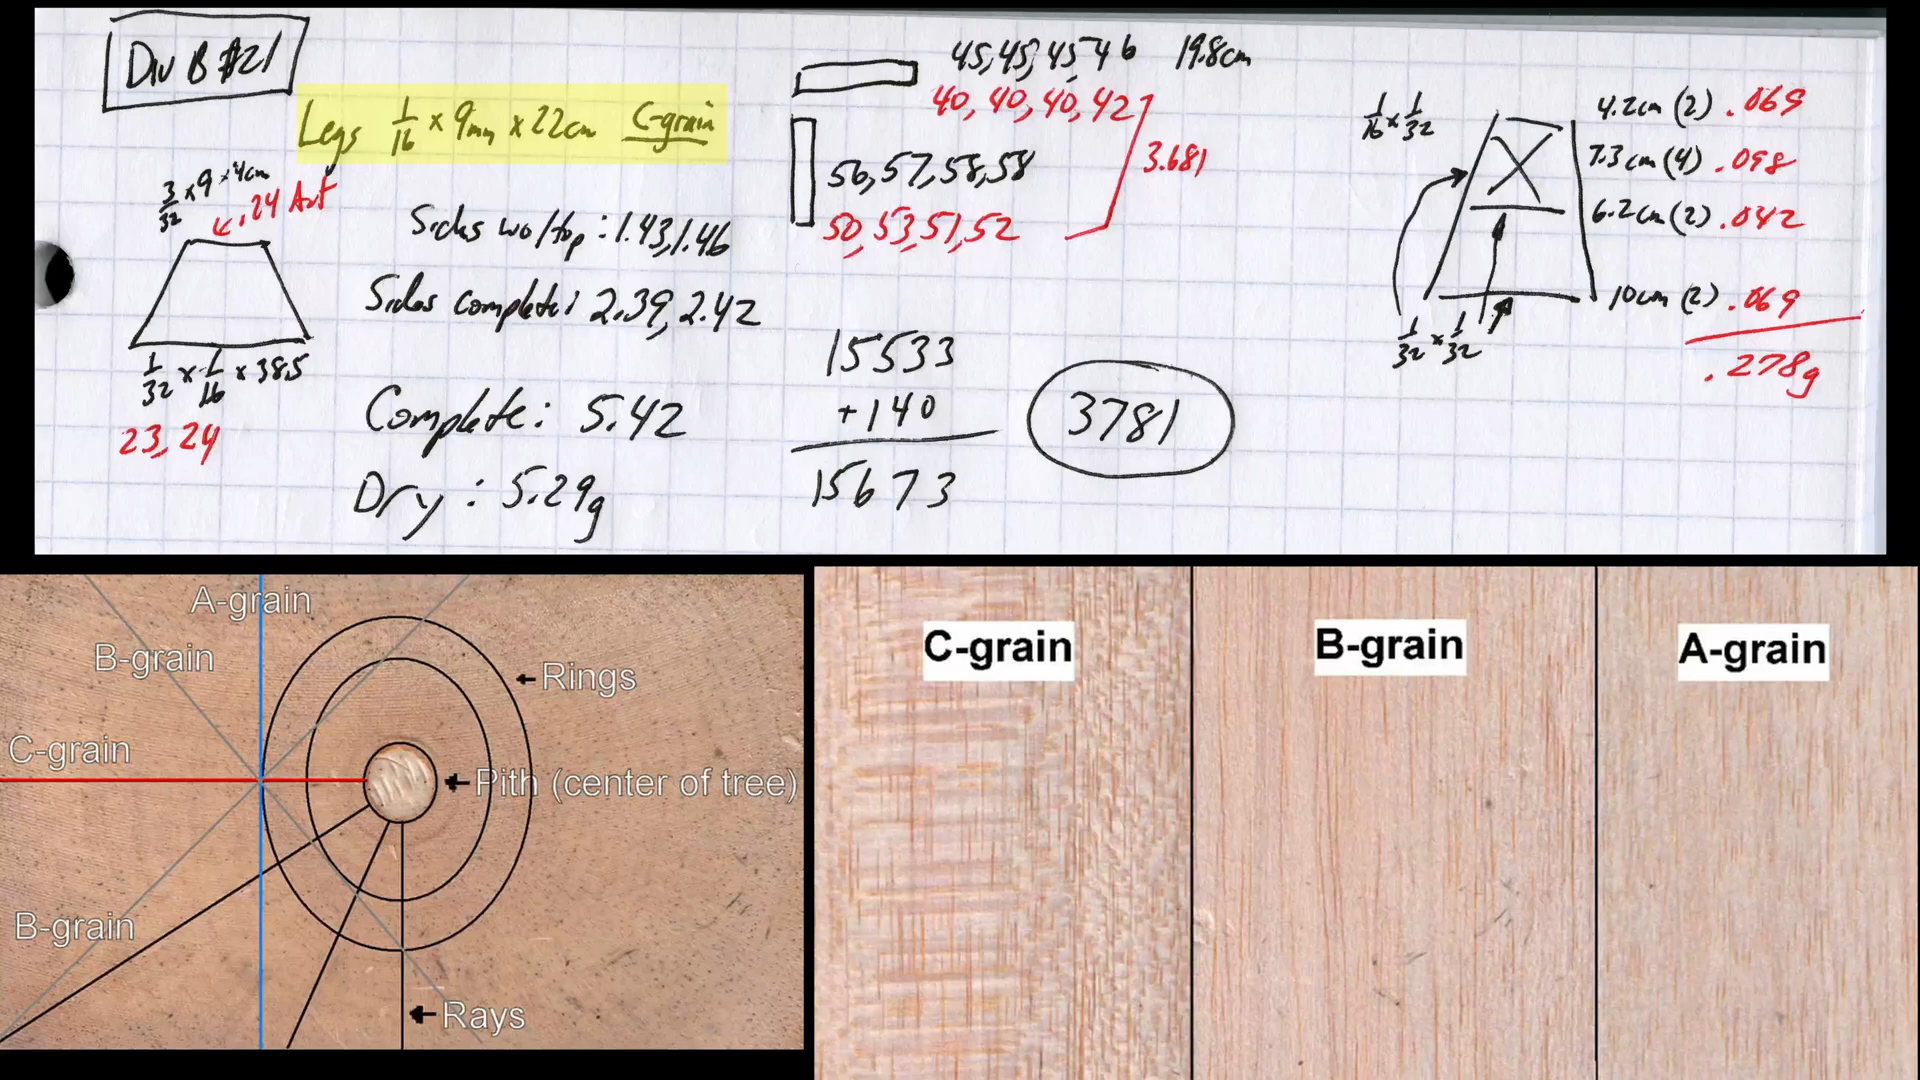 Div B #21
Legs 1/16 x 9mm x 22cm C-grain
3/32 x 9 x 4cm
.24 Art
Sides wo/top: 1.43, 1.46
Sides complete: 2.39, 2.42
1/32 x 1/16 x 38.5
23, 24
Complete: 5.42
Dry: 5.29g
45, 45, 45 46 19.8cm
40, 40, 40, 42
56, 57, 58, 58
50, 53, 51, 52
3.681
15533
+140
15673
3781
1/16 x 1/32
4.2cm (2) .069
7.3cm (4) .098
6.2cm (2) .042
10cm (2) .069
1/32 x 1/32
.278g
A-grain
B-grain
Rings
C-grain
Pith (center of tree)
B-grain
Rays
C-grain
B-grain
A-grain